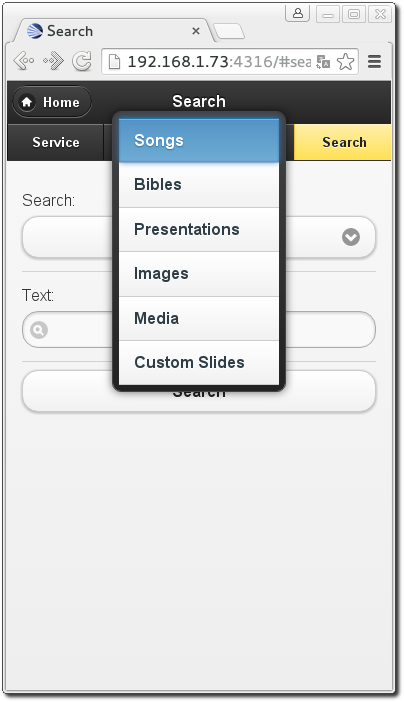 Search
192.168.1.73:4316/#sea
Home
Search
Service
Search
Songs
Bibles
Presentations
Images
Media
Custom Slides
Search:
Text:
Search